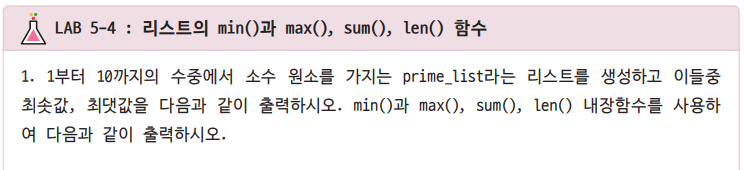 LAB 5-4 : 리스트의 min()과 max(), sum(), len() 함수
1. 1부터 10까지의 수중에서 소수 원소를 가지는 prime_list라는 리스트를 생성하고 이들중
최솟값, 최댓값을 다음과 같이 출력하시오. min()과 max(), sum(), len() 내장함수를 사용하
여 다음과 같이 출력하시오.